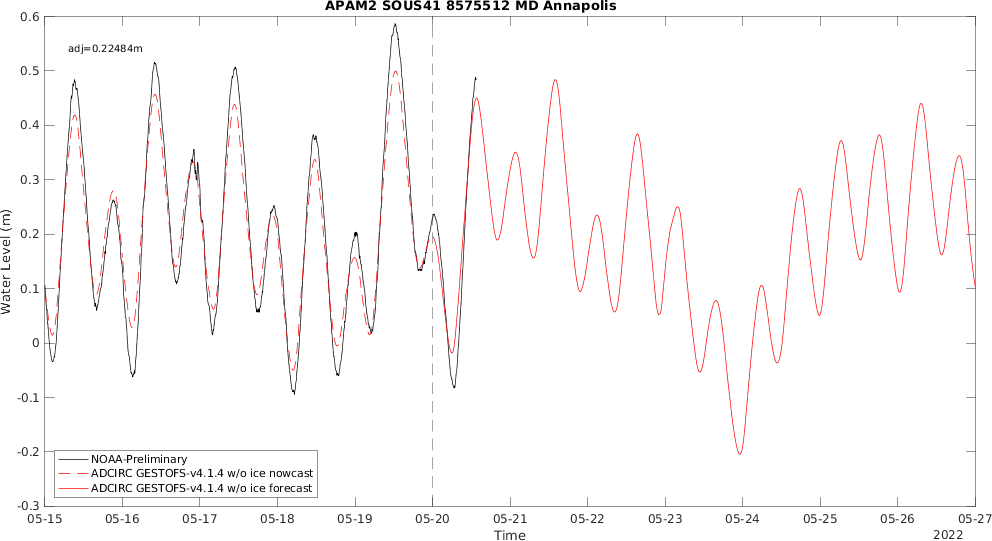 APAM2 SOUS41 8575512 MD Annapolis
adj=0.22484m
0.6
0.5
0.4
0.3
0.2
0.1
0
-0.1
-0.2
-0.3
Water Level (m)
NOAA-Preliminary
ADCIRC GESTOFS-v4.1.4 w/o ice nowcast
ADCIRC GESTOFS-v4.1.4 w/o ice forecast
05-15 05-16 05-17 05-18 05-19 05-20 05-21 05-22 05-23 05-24 05-25 05-26 05-27
Time
2022